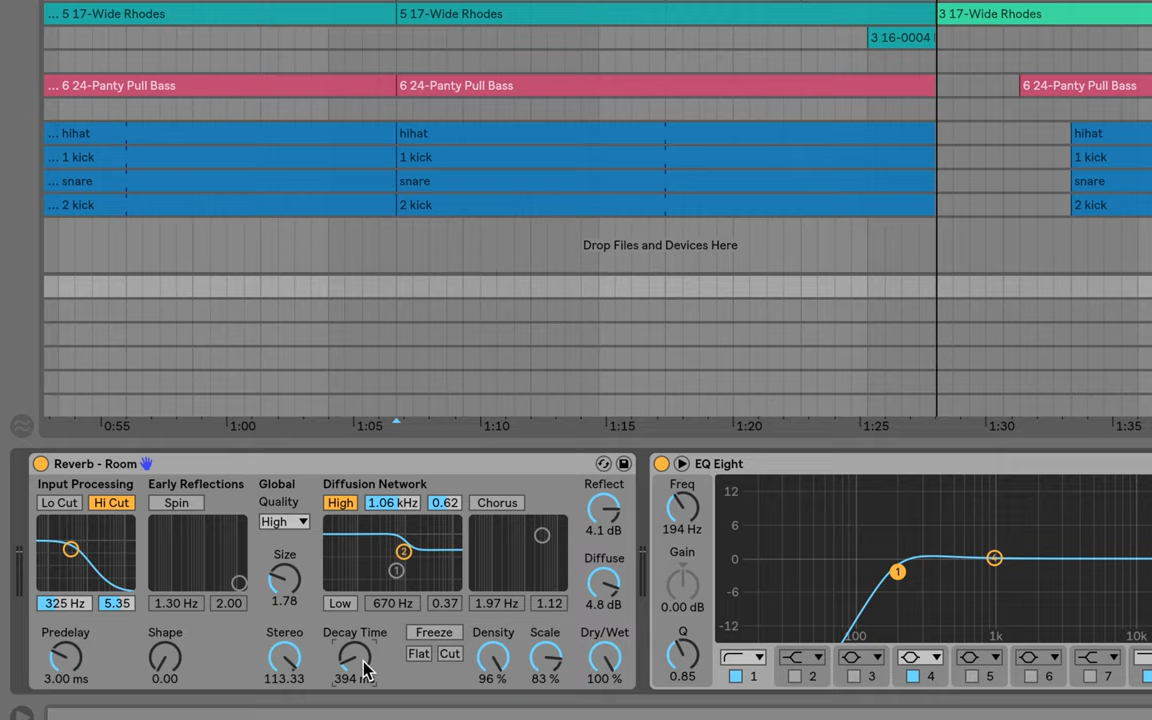 ... 5 17-Wide Rhodes 5 17-Wide Rhodes 3 17-Wide Rhodes
3 16-0004
... 6 24-Panty Pull Bass 6 24-Panty Pull Bass 6 24-Panty Pull Bass
... hihat hihat hihat
... 1 kick 1 kick 1 kick
... snare snare snare
... 2 kick 2 kick 2 kick
Drop Files and Devices Here
0:55 1:00 1:05 1:10 1:15 1:20 1:25 1:30 1:35
Reverb - Room EQ Eight
Input Processing Early Reflections Global Diffusion Network Reflect Freq
Lo Cut Hi Cut Spin Quality High 1.06 kHz 0.62 Chorus
High
4.1 dB 194 Hz
Size Diffuse Gain
1.78 4.8 dB 0.00 dB
325 Hz 5.35 1.30 Hz 2.00 Low 670 Hz 0.37 1.97 Hz 1.12
Predelay Shape Stereo Decay Time Freeze Density Scale Dry/Wet Q
Flat Cut
3.00 ms 0.00 113.33 394 96 % 83 % 100 % 0.85
12
6
0
-6
-12
100 1k 10k
1 2 3 4 5 6 7